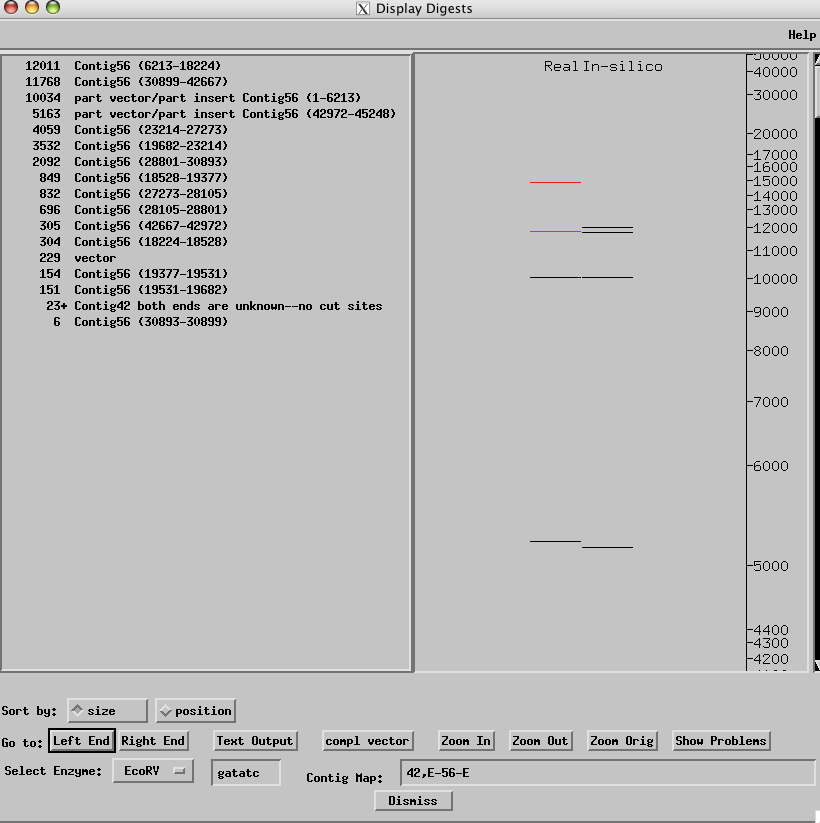 X Display Digests
Help
12011 Contig56 (6213-18224)
11768 Contig56 (30899-42667)
10034 part vector/part insert Contig56 (1-6213)
5163 part vector/part insert Contig56 (42972-45248)
4059 Contig56 (23214-27273)
3532 Contig56 (19682-23214)
2092 Contig56 (28801-30893)
849 Contig56 (18528-19377)
832 Contig56 (27273-28105)
696 Contig56 (28105-28801)
305 Contig56 (42667-42972)
304 Contig56 (18224-18528)
229 vector
154 Contig56 (19377-19531)
151 Contig56 (19531-19682)
23+ Contig42 both ends are unknown--no cut sites
6 Contig56 (30893-30899)
Real In-silico
50000
40000
30000
20000
17000
16000
15000
14000
13000
12000
11000
10000
9000
8000
7000
6000
5000
4400
4300
4200
Sort by: size position
Go to: Left End Right End Text Output compl vector Zoom In Zoom Out Zoom Orig Show Problems
Select Enzyme: EcoRV gatatc Contig Map: 42,E-56-E
Dismiss